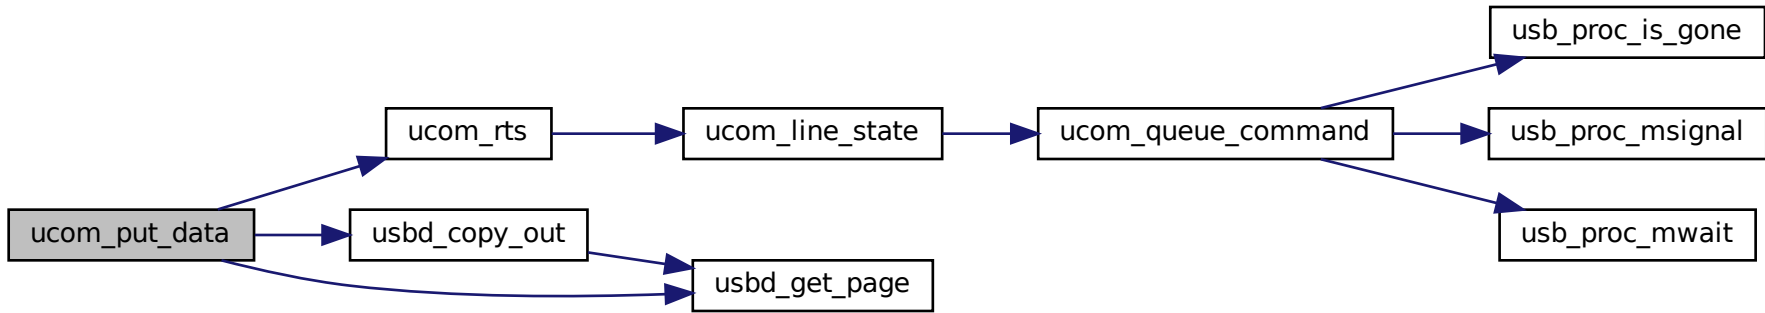 ucom_put_data
ucom_rts
usbd_copy_out
usbd_get_page
ucom_line_state
ucom_queue_command
usb_proc_is_gone
usb_proc_msignal
usb_proc_mwait